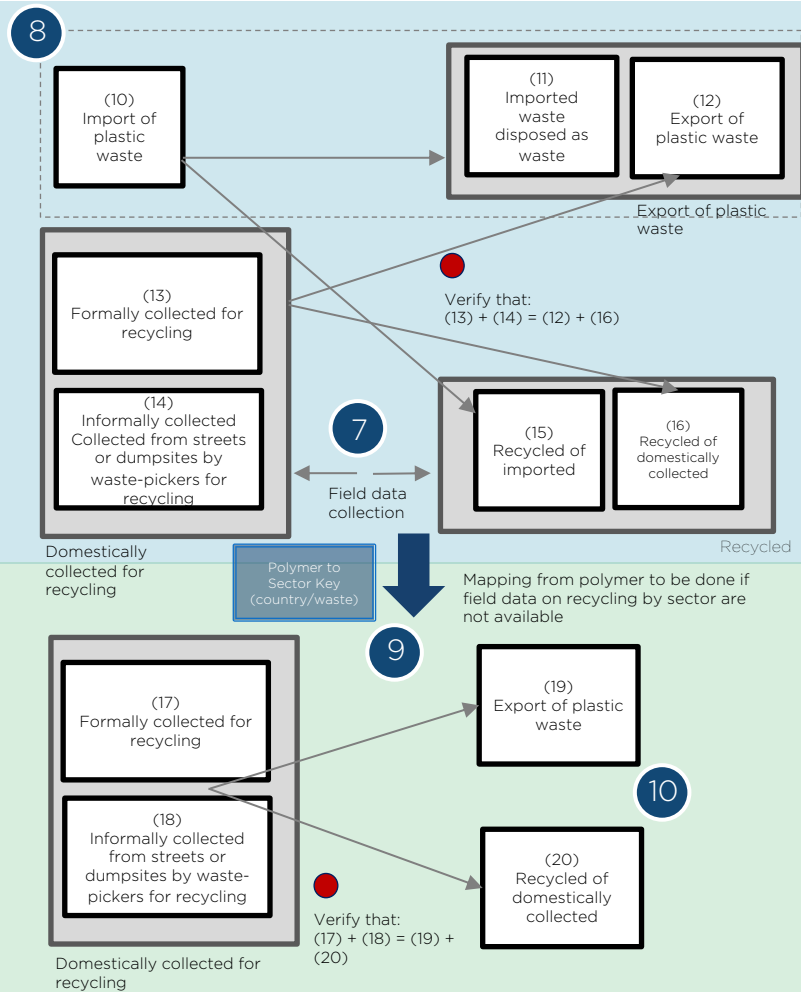 8
(10)
Import of
plastic
waste
(11)
Imported
waste
disposed as
waste
(12)
Export of
plastic waste
Export of plastic
waste
(13)
Formally collected for
recycling
Verify that:
(13) + (14) = (12) + (16)
(14)
Informally collected
Collected from streets
or dumpsites by
waste-pickers for
recycling
7
Field data
collection
(15)
Recycled of
imported
(16)
Recycled of
domestically
collected
Recycled
Domestically
collected for
recycling
Polymer to
Sector Key
(country/waste)
Mapping from polymer to be done if
field data on recycling by sector are
not available
9
(17)
Formally collected for
recycling
(19)
Export of plastic
waste
10
(18)
Informally collected
from streets or
dumpsites by waste-
pickers for recycling
(20)
Recycled of
domestically
collected
Verify that:
(17) + (18) = (19) +
(20)
Domestically collected for
recycling